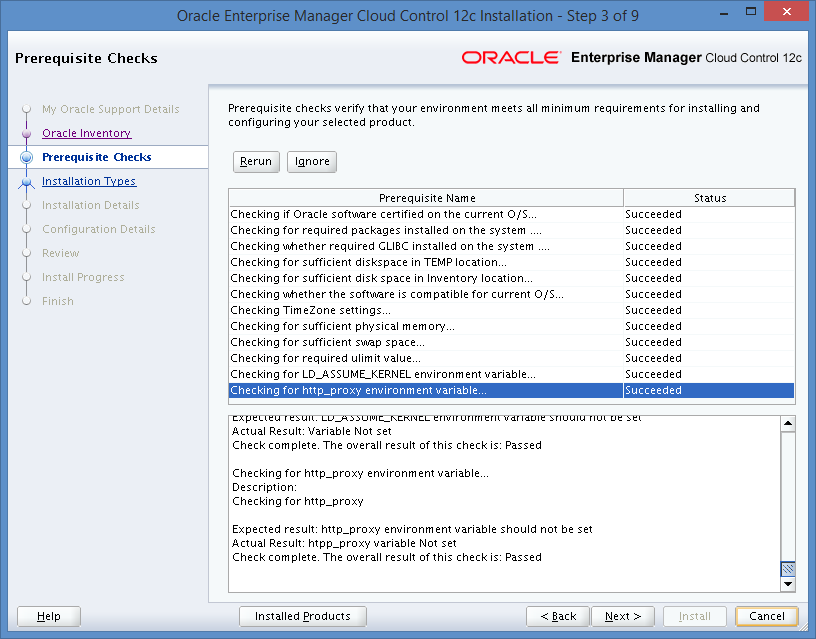 Oracle Enterprise Manager Cloud Control 12c Installation - Step 3 of 9
Prerequisite Checks
ORACLE Enterprise Manager Cloud Control 12c
My Oracle Support Details
Oracle Inventory
Prerequisite Checks
Installation Types
Installation Details
Configuration Details
Review
Install Progress
Finish
Prerequisite checks verify that your environment meets all minimum requirements for installing and
configuring your selected product.
Rerun Ignore
Prerequisite Name Status
Checking if Oracle software certified on the current O/S... Succeeded
Checking for required packages installed on the system .... Succeeded
Checking whether required GLIBC installed on the system .... Succeeded
Checking for sufficient diskspace in TEMP location... Succeeded
Checking for sufficient disk space in Inventory location... Succeeded
Checking whether the software is compatible for current O/S... Succeeded
Checking TimeZone settings... Succeeded
Checking for sufficient physical memory... Succeeded
Checking for sufficient swap space... Succeeded
Checking for required ulimit value... Succeeded
Checking for LD_ASSUME_KERNEL environment variable... Succeeded
Checking for http_proxy environment variable... Succeeded
Expected result: LD_ASSUME_KERNEL environment variable should not be set
Actual Result: Variable Not set
Check complete. The overall result of this check is: Passed
Checking for http_proxy environment variable...
Description:
Checking for http_proxy
Expected result: http_proxy environment variable should not be set
Actual Result: htpp_proxy variable Not set
Check complete. The overall result of this check is: Passed
Help Installed Products < Back Next > Install Cancel